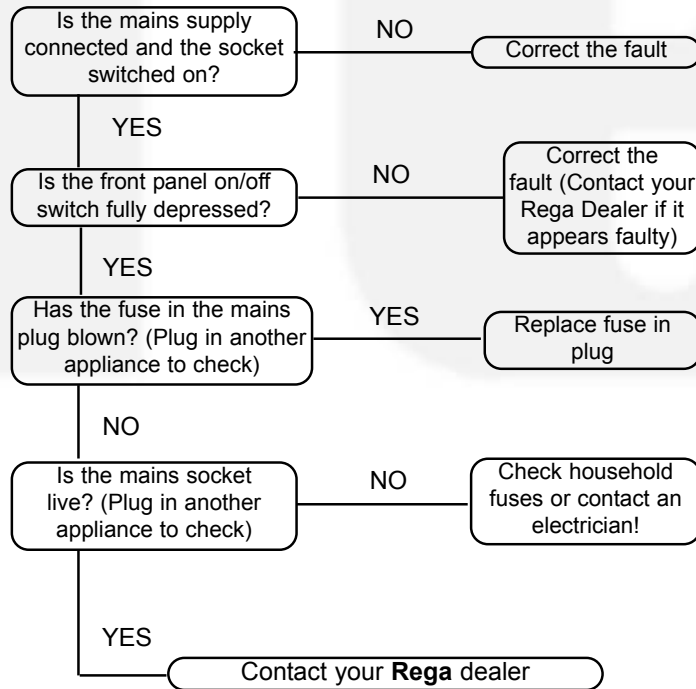 Is the mains supply
connected and the socket
switched on?
NO
Correct the fault
YES
Is the front panel on/off
switch fully depressed?
NO
Correct the
fault (Contact your
Rega Dealer if it
appears faulty)
YES
Has the fuse in the mains
plug blown? (Plug in another
appliance to check)
YES
Replace fuse in
plug
NO
Is the mains socket
live? (Plug in another
appliance to check)
NO
Check household
fuses or contact an
electrician!
YES
Contact your Rega dealer